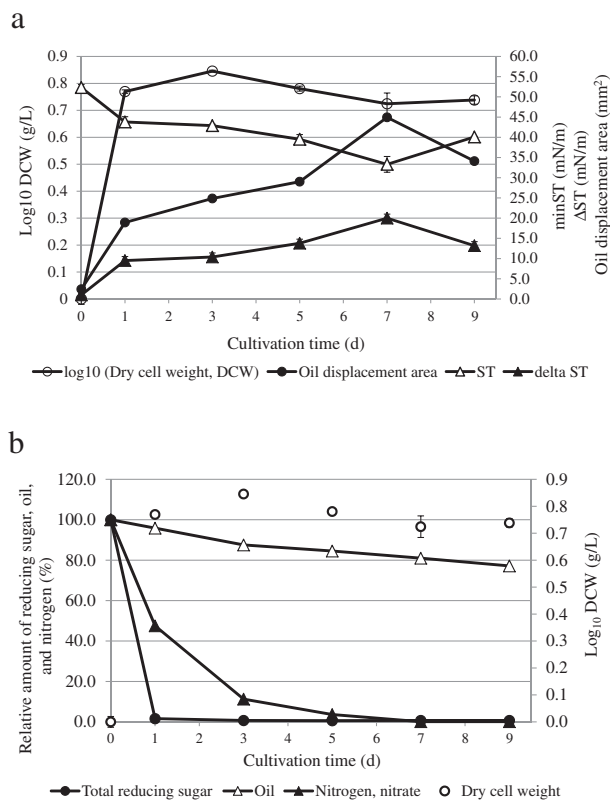 a
0.9
0.8
0.7
0.6
0.5
0.4
0.3
0.2
0.1
0
Log10 DCW (g/L)
60.0
55.0
50.0
45.0
40.0
35.0
30.0
25.0
20.0
15.0
10.0
5.0
0.0
minST (mN/m)
ΔST (mN/m)
Oil displacement area (mm²)
0 1 2 3 4 5 6 7 8 9
Cultivation time (d)
log10 (Dry cell weight, DCW) Oil displacement area ST delta ST
b
120.0
100.0
80.0
60.0
40.0
20.0
0.0
Relative amount of reducing sugar, oil,
and nitrogen (%)
0.9
0.8
0.7
0.6
0.5
0.4
0.3
0.2
0.1
0.0
Log₁₀ DCW (g/L)
0 1 2 3 4 5 6 7 8 9
Cultivation time (d)
Total reducing sugar Oil Nitrogen, nitrate Dry cell weight